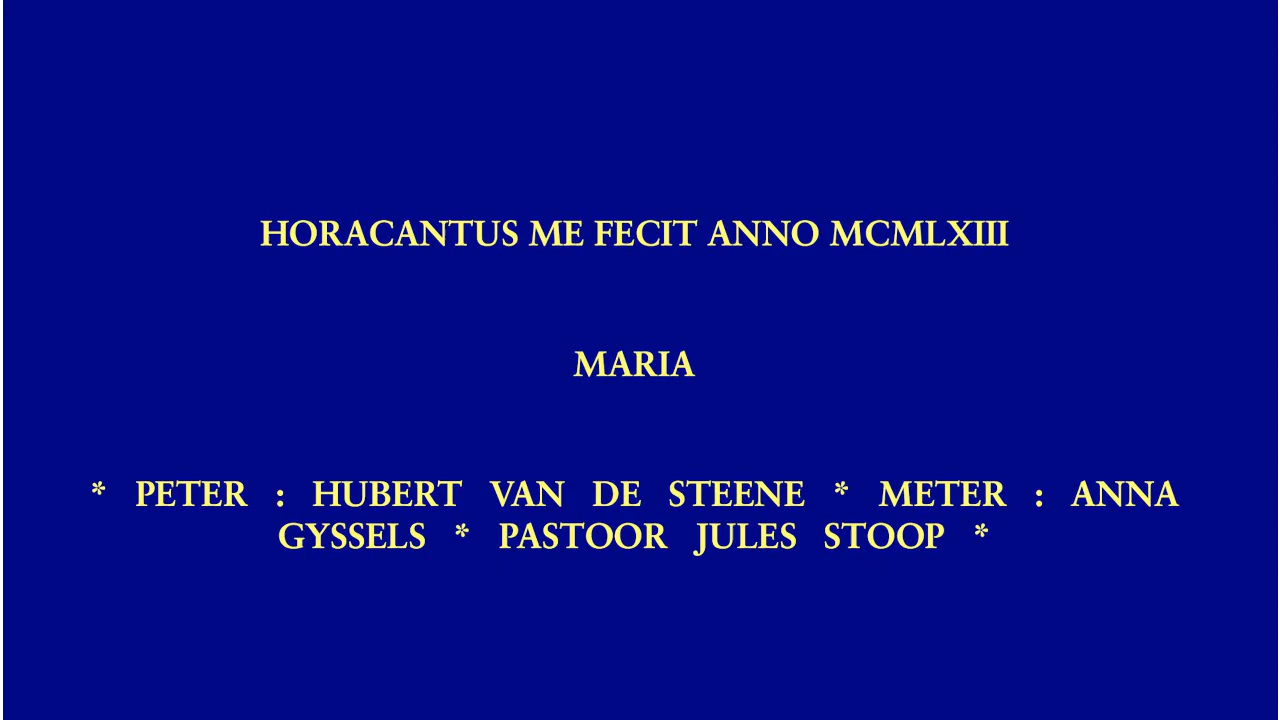 HORACANTUS ME FECIT ANNO MCMLXIII
MARIA
* PETER : HUBERT VAN DE STEENE * METER : ANNA
GYSSELS * PASTOOR JULES STOOP *